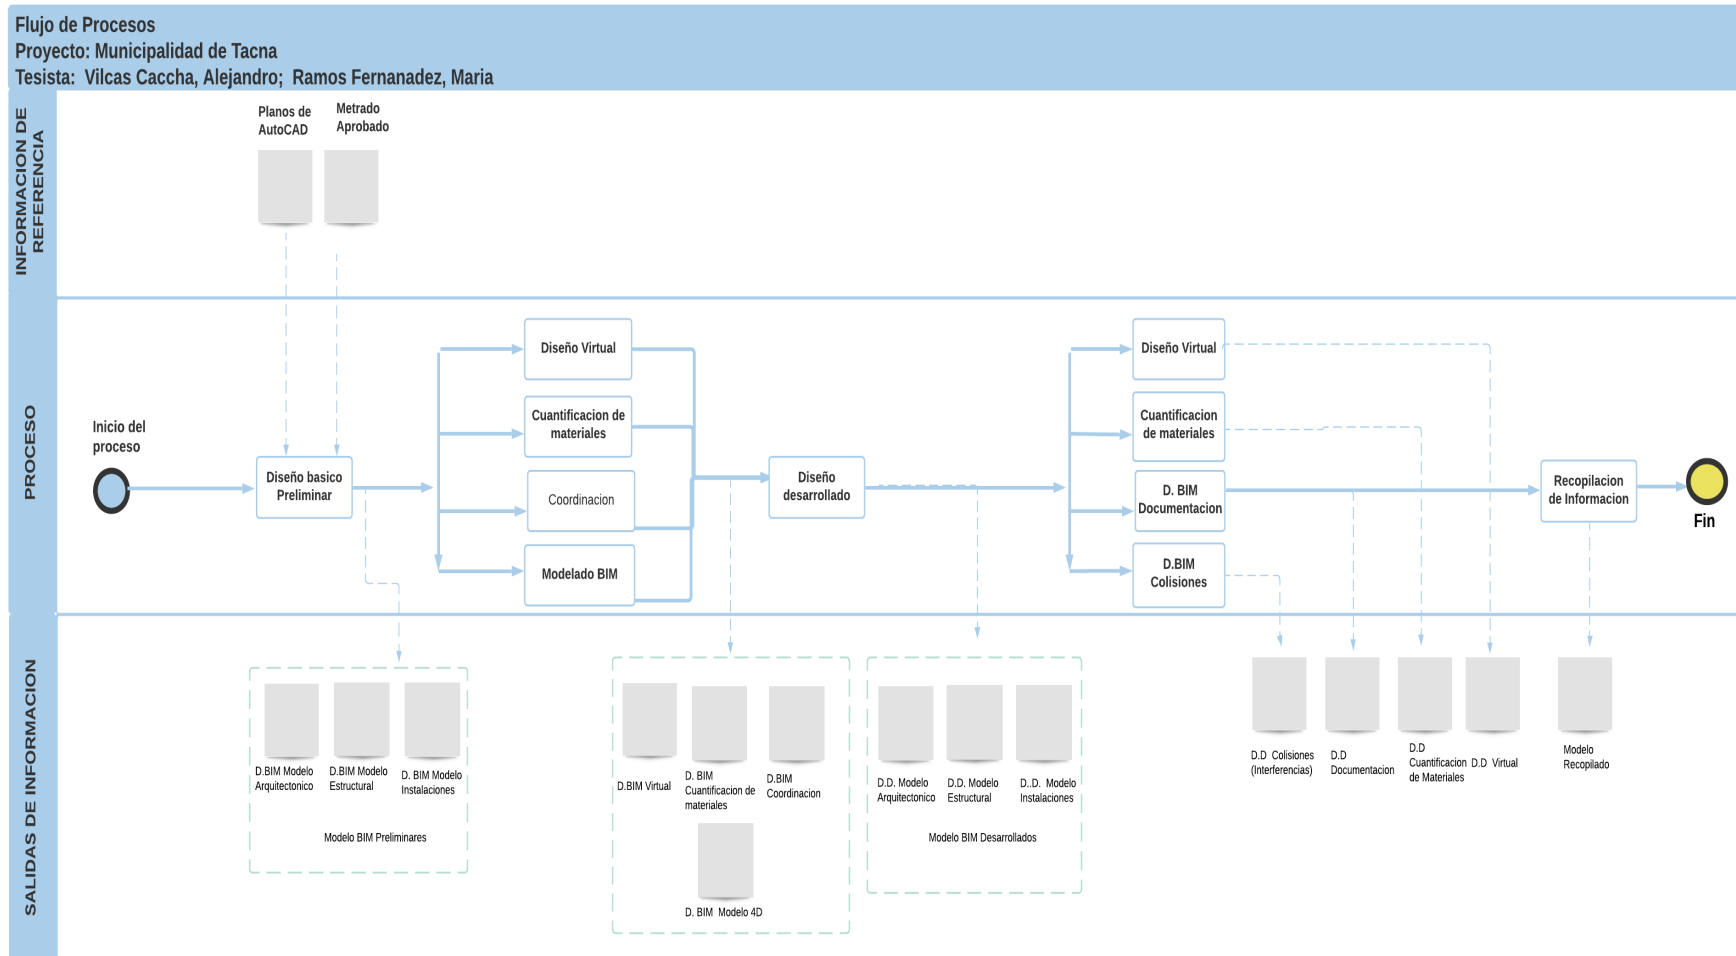 Flujo de Procesos
Proyecto: Municipalidad de Tacna
Tesista:  Vilcas Caccha, Alejandro;  Ramos Fernanadez, Maria
INFORMACION DE
REFERENCIA
Planos de
AutoCAD
Metrado
Aprobado
PROCESO
Inicio del
proceso
Diseño basico
Preliminar
Diseño Virtual
Cuantificacion de
materiales
Coordinacion
Modelado BIM
Diseño
desarrollado
Diseño Virtual
Cuantificacion
de materiales
D. BIM
Documentacion
D.BIM
Colisiones
Recopilacion
de Informacion
Fin
SALIDAS DE INFORMACION
D.BIM Modelo
Arquitectonico
D.BIM Modelo
Estructural
D. BIM Modelo
Instalaciones
Modelo BIM Preliminares
D.BIM Virtual
D. BIM
Cuantificacion de
materiales
D.BIM
Coordinacion
D. BIM  Modelo 4D
D.D. Modelo
Arquitectonico
D.D. Modelo
Estructural
D..D.  Modelo
Instalaciones
Modelo BIM Desarrollados
D.D  Colisiones
(Interferencias)
D.D
Documentacion
D.D
Cuantificacion
de Materiales
D.D  Virtual
Modelo
Recopilado